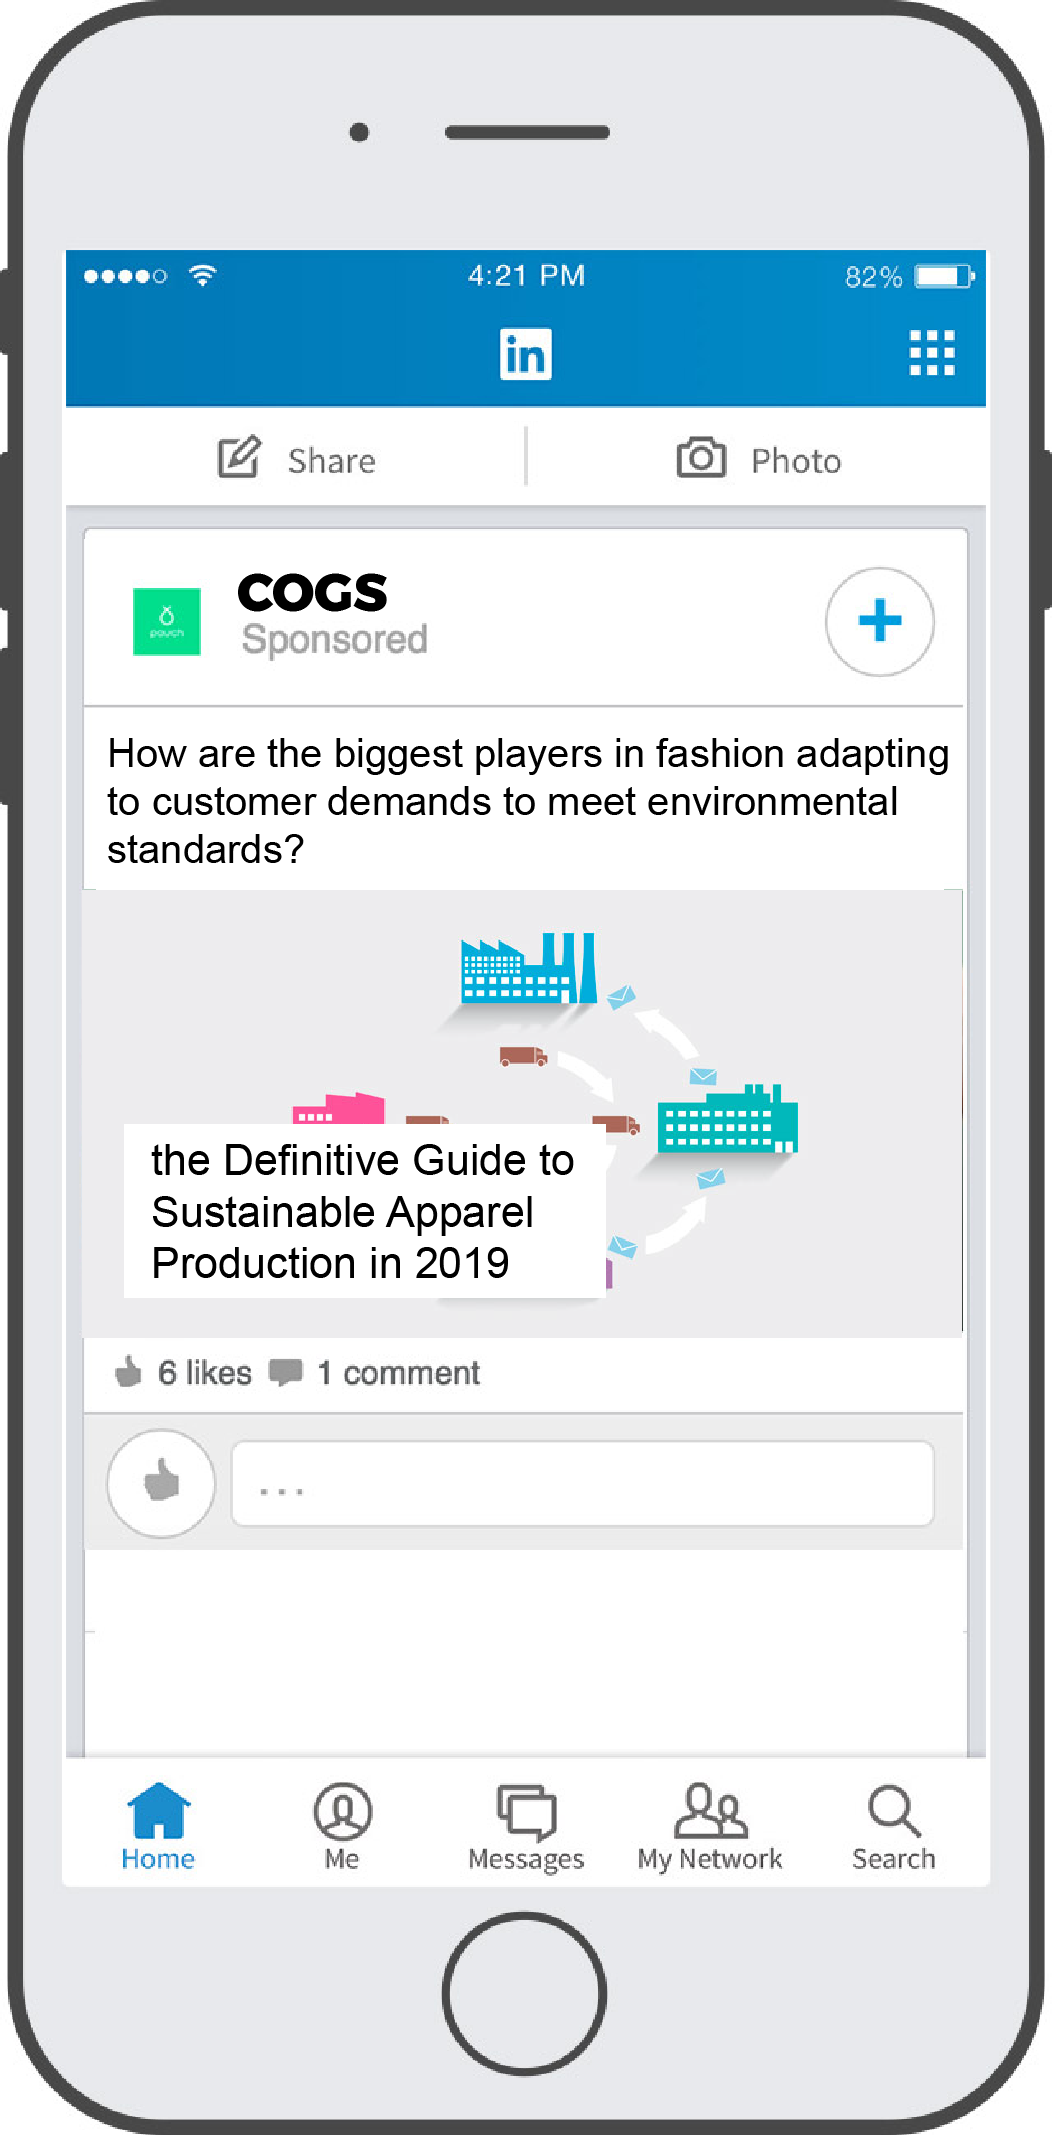 4:21 PM
82%
in
Share
Photo
COGS
pouch
Sponsored
How are the biggest players in fashion adapting
to customer demands to meet environmental
standards?
the Definitive Guide to
Sustainable Apparel
Production in 2019
6 likes 1 comment
...
Home
Me
Messages
My Network
Search